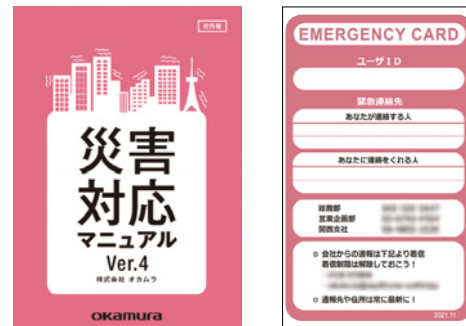 社外秘
災害
対応
マニュアル
Ver.4
株式会社 オカムラ
okamura
EMERGENCY CARD
ユーザID
緊急連絡先
あなたが連絡する人
あなたに連絡をくれる人
総務部
営業企画部
関西支社
会社からの通報は下記より着信
着信制限は解除しておこう！
通報先や住所は常に最新に！
2021.11